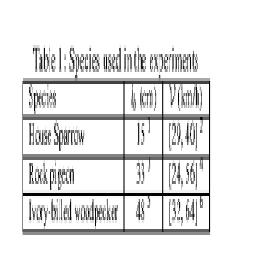 Table 1: Species used in the experiments
Species l_b (cm) V (km/h)
House Sparrow 15 [29, 40]
Rock pigeon 33 [24, 56]
Ivory-billed woodpecker 48 [32, 64]